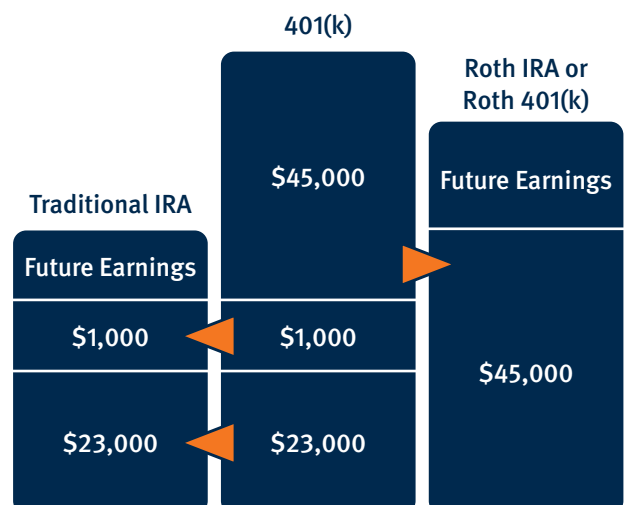 401(k)
$45,000
$1,000
$23,000
Traditional IRA
Future Earnings
$1,000
$23,000
Roth IRA or
Roth 401(k)
Future Earnings
$45,000